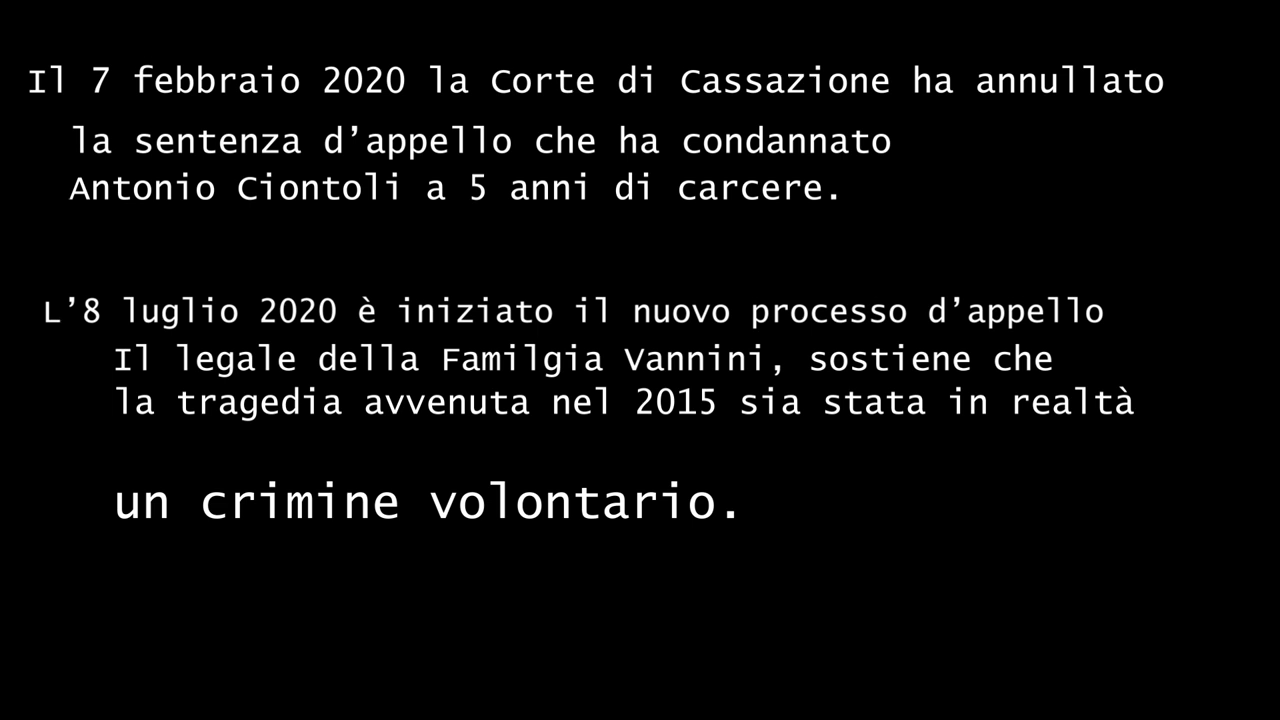 Il 7 febbraio 2020 la Corte di Cassazione ha annullato
la sentenza d’appello che ha condannato
Antonio Ciontoli a 5 anni di carcere.
L’8 luglio 2020 è iniziato il nuovo processo d’appello
Il legale della Familgia Vannini, sostiene che
la tragedia avvenuta nel 2015 sia stata in realtà
un crimine volontario.